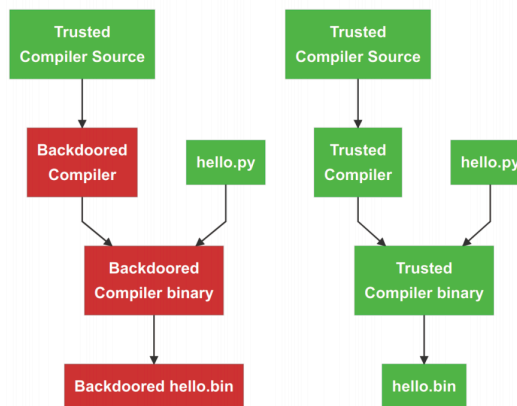 Trusted
Compiler Source
Backdoored
Compiler
hello.py
Backdoored
Compiler binary
Backdoored hello.bin
Trusted
Compiler Source
Trusted
Compiler
hello.py
Trusted
Compiler binary
hello.bin